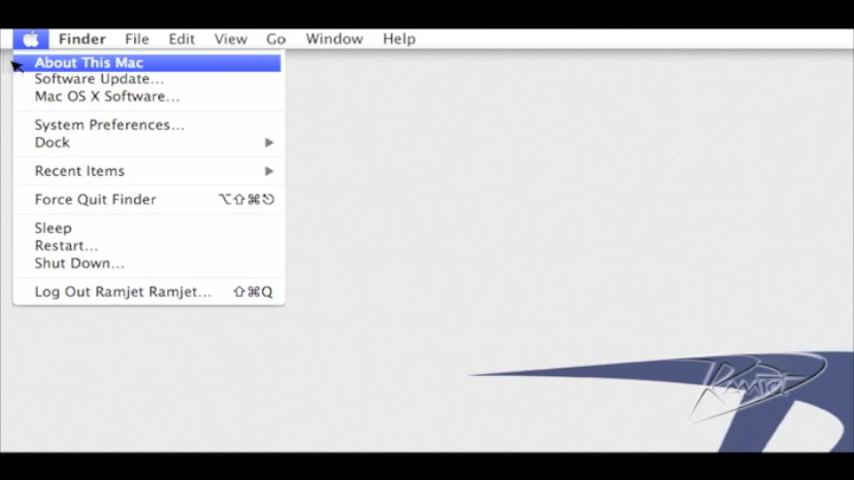 Finder File Edit View Go Window Help
About This Mac
Software Update...
Mac OS X Software...
System Preferences...
Dock
Recent Items
Force Quit Finder ⌥⇧⌘⎋
Sleep
Restart...
Shut Down...
Log Out Ramjet Ramjet... ⇧⌘Q
RAMJET